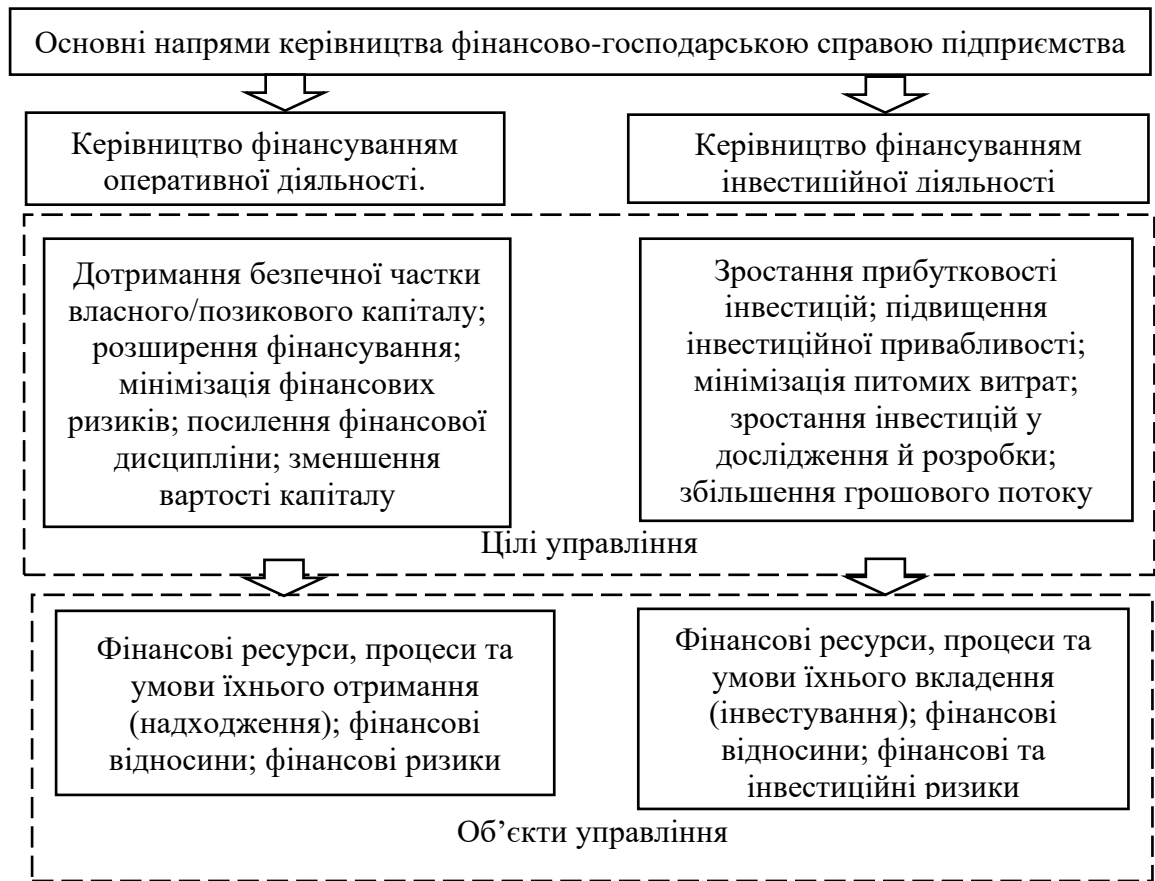 Основні напрями керівництва фінансово-господарською справою підприємства
Керівництво фінансуванням
оперативної діяльності.
Керівництво фінансуванням
інвестиційної діяльності
Дотримання безпечної частки
власного/позикового капіталу;
розширення фінансування;
мінімізація фінансових
ризиків; посилення фінансової
дисципліни; зменшення
вартості капіталу
Зростання прибутковості
інвестицій; підвищення
інвестиційної привабливості;
мінімізація питомих витрат;
зростання інвестицій у
дослідження й розробки;
збільшення грошового потоку
Цілі управління
Фінансові ресурси, процеси та
умови їхнього отримання
(надходження); фінансові
відносини; фінансові ризики
Фінансові ресурси, процеси та
умови їхнього вкладення
(інвестування); фінансові
відносини; фінансові та
інвестиційні ризики
Об’єкти управління